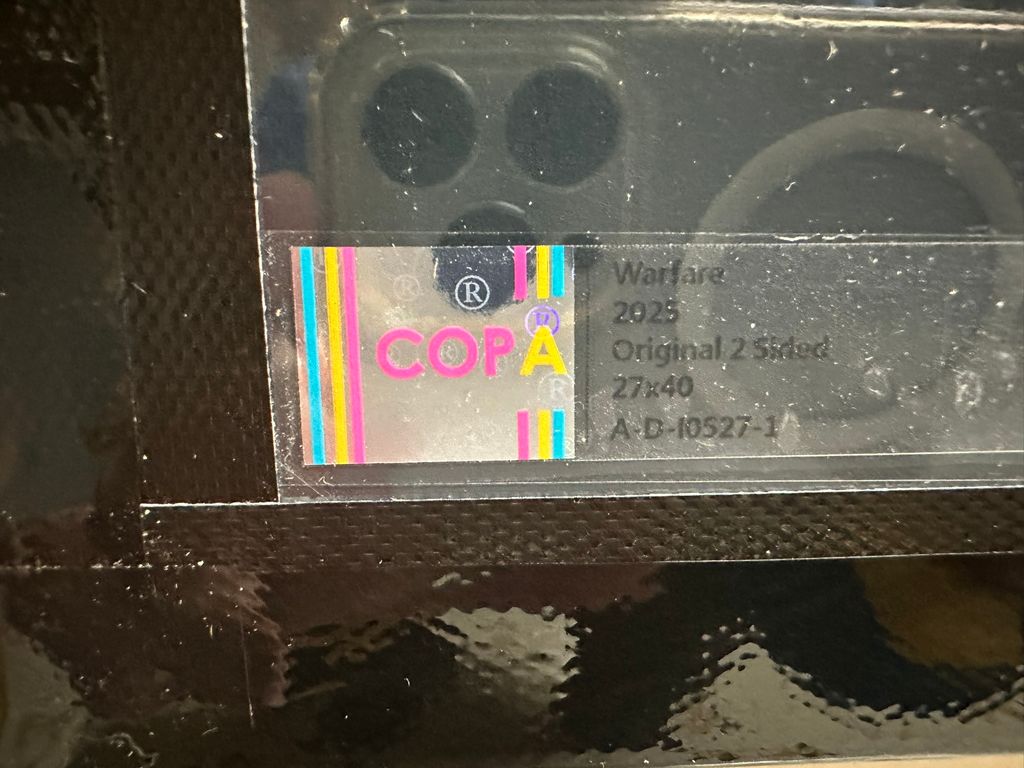 ®
®
®
COPA
®
Warfare
2025
Original 2 Sided
27x40
A-D-I0527-1